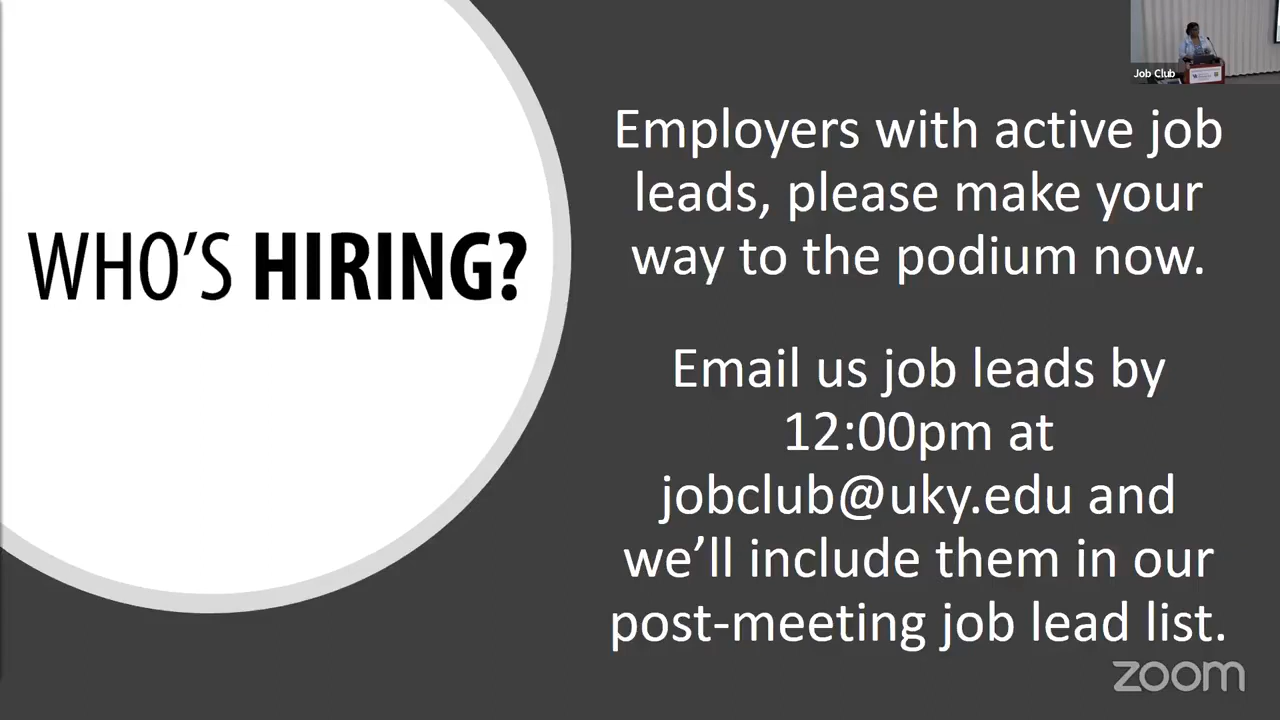 Job Club
WHO'S HIRING?
Employers with active job
leads, please make your
way to the podium now.
Email us job leads by
12:00pm at
jobclub@uky.edu and
we'll include them in our
post-meeting job lead list.
zoom